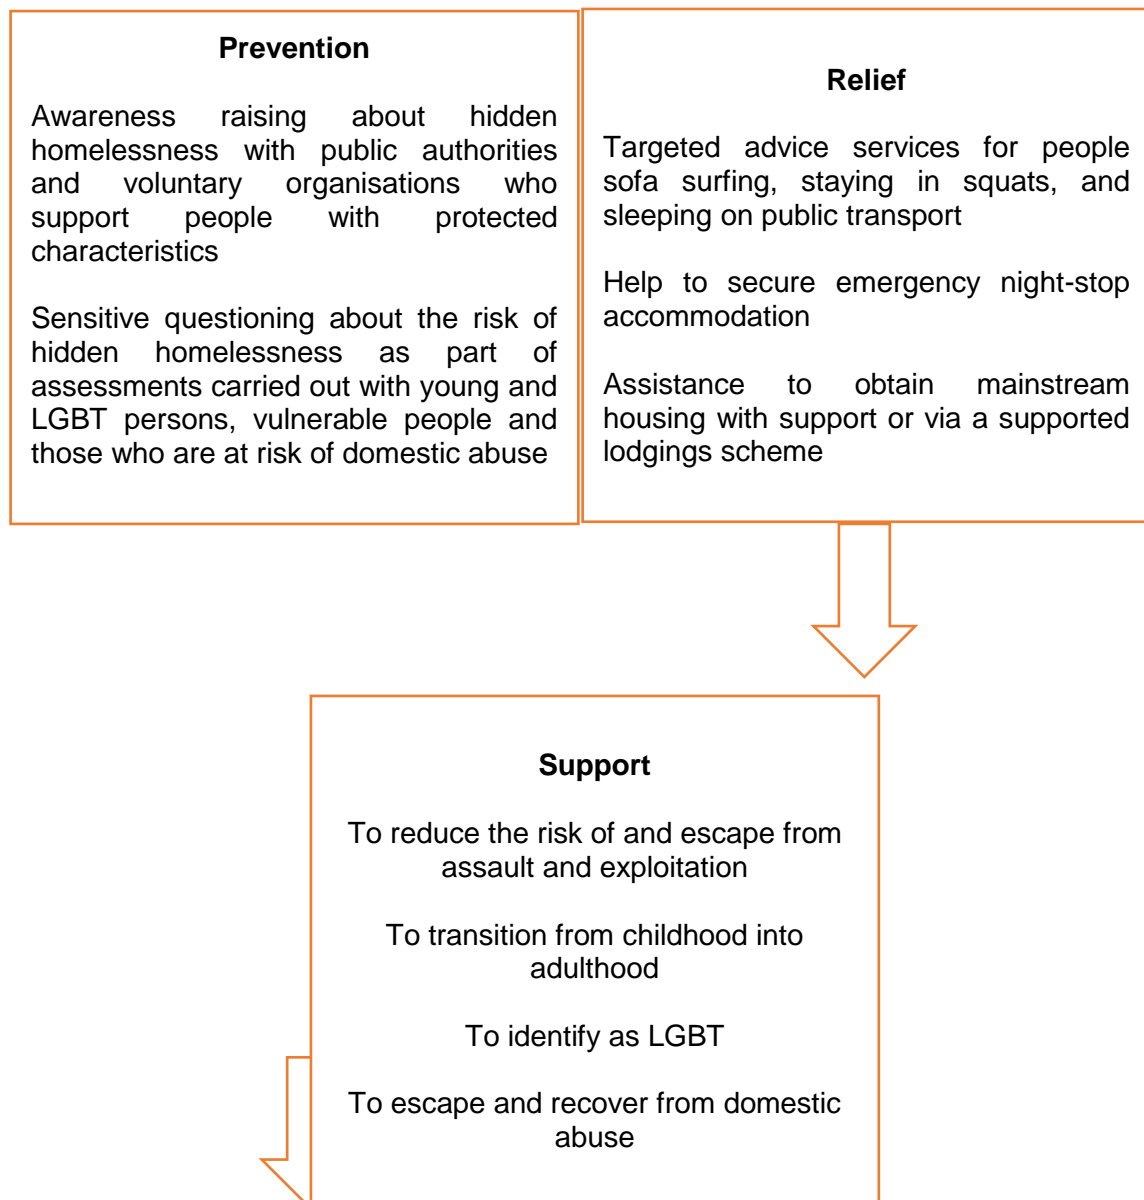 Prevention
Awareness raising about hidden
homelessness with public authorities
and voluntary organisations who
support people with protected
characteristics
Sensitive questioning about the risk of
hidden homelessness as part of
assessments carried out with young and
LGBT persons, vulnerable people and
those who are at risk of domestic abuse
Relief
Targeted advice services for people
sofa surfing, staying in squats, and
sleeping on public transport
Help to secure emergency night-stop
accommodation
Assistance to obtain mainstream
housing with support or via a supported
lodgings scheme
Support
To reduce the risk of and escape from
assault and exploitation
To transition from childhood into
adulthood
To identify as LGBT
To escape and recover from domestic
abuse